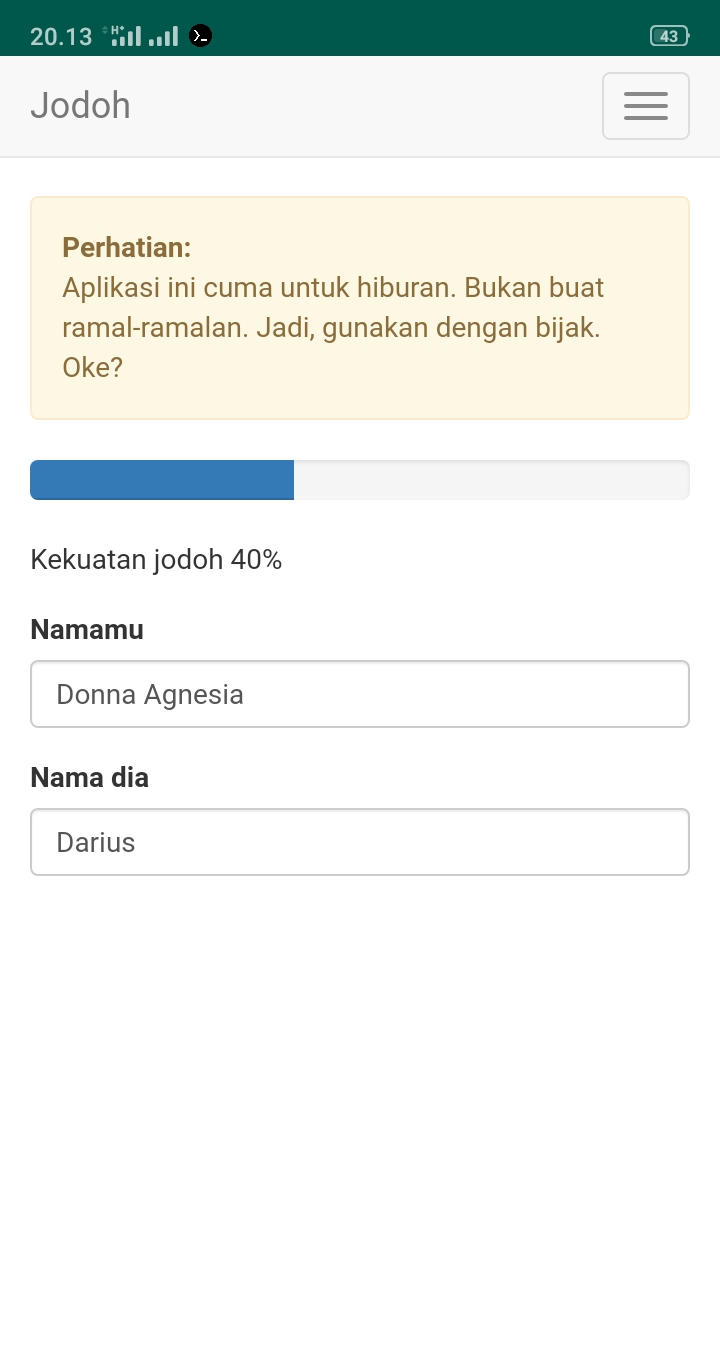 20.13 H+ 43
Jodoh
Perhatian:
Aplikasi ini cuma untuk hiburan. Bukan buat
ramal-ramalan. Jadi, gunakan dengan bijak.
Oke?
Kekuatan jodoh 40%
Namamu
Donna Agnesia
Nama dia
Darius